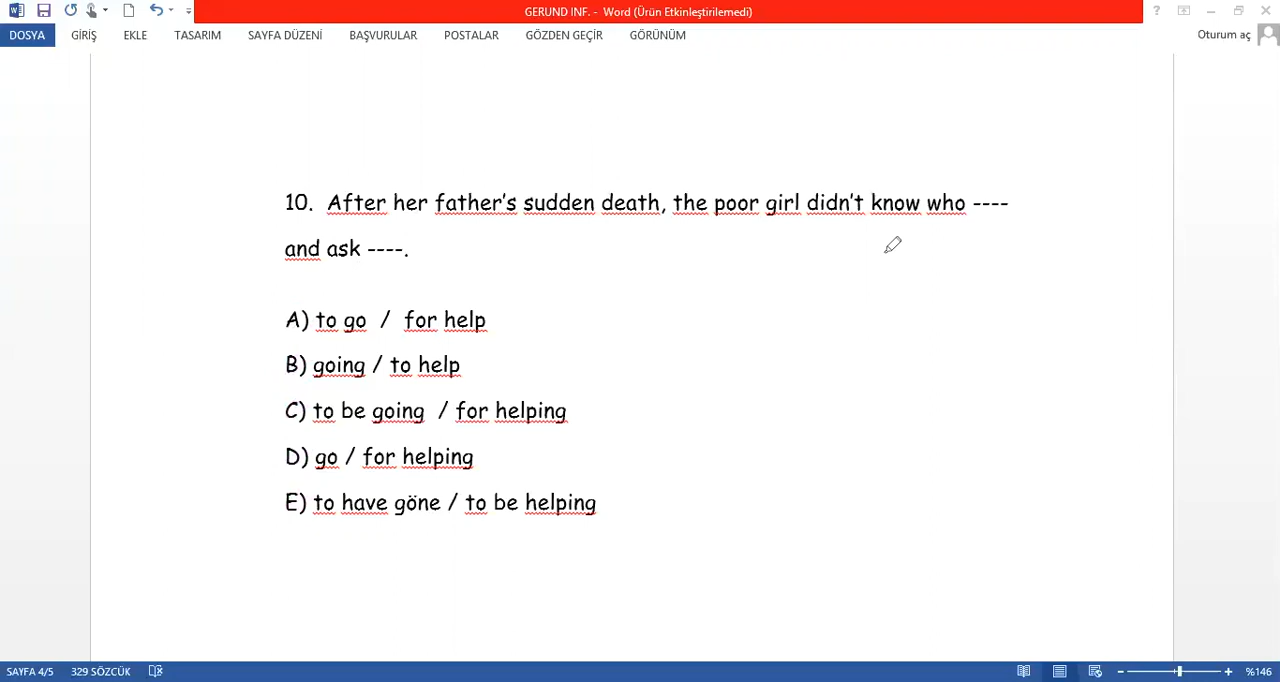 GERUND INF. - Word (Ürün Etkinleştirilemedi)
DOSYA GİRİŞ EKLE TASARIM SAYFA DÜZENİ BAŞVURULAR POSTALAR GÖZDEN GEÇİR GÖRÜNÜM Oturum aç
10. After her father's sudden death, the poor girl didn't know who ----
and ask ----.
A) to go / for help
B) going / to help
C) to be going / for helping
D) go / for helping
E) to have göne / to be helping
SAYFA 4/5 329 SÖZCÜK %146